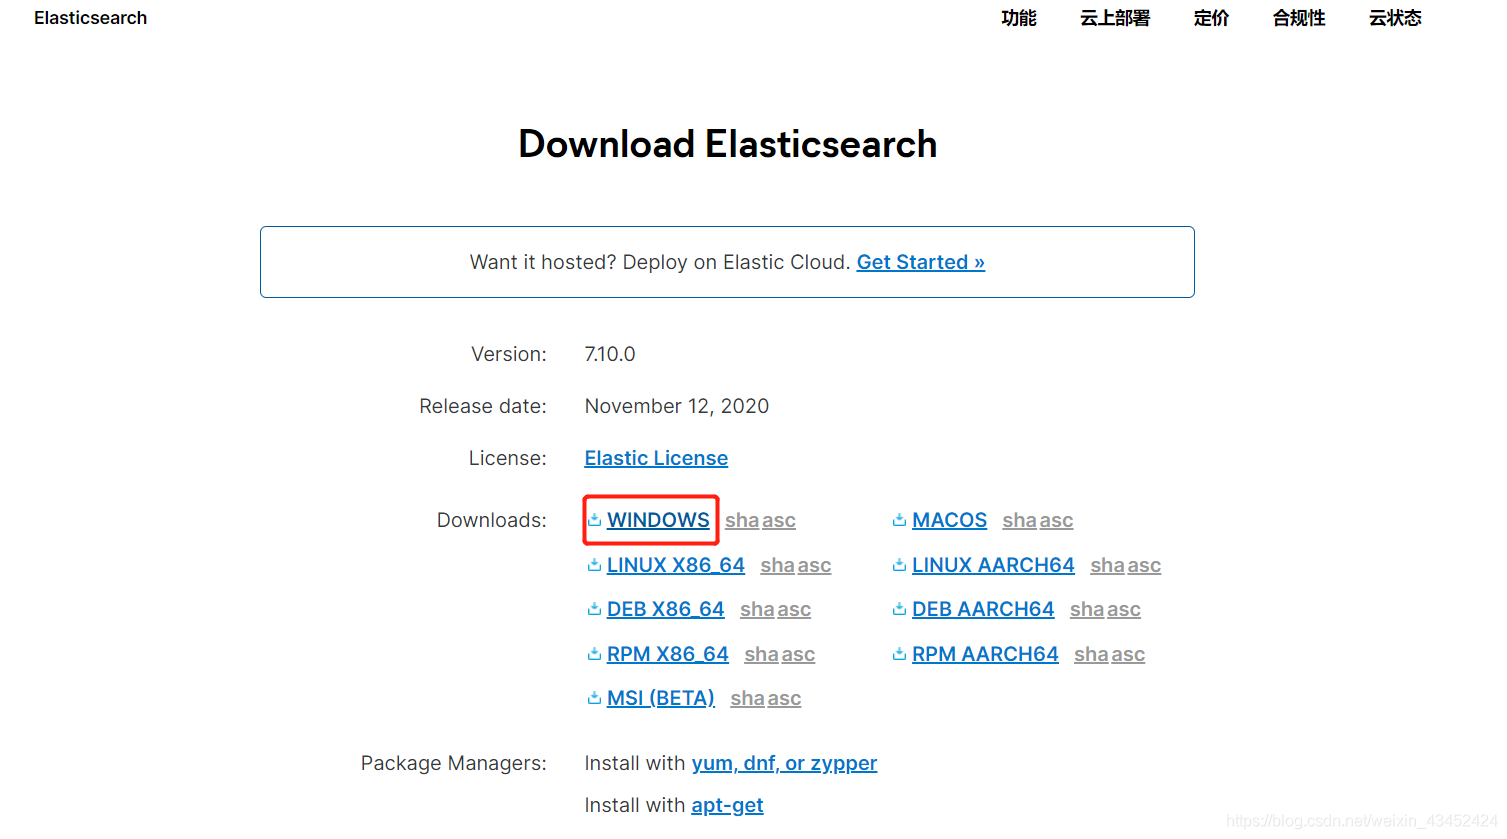 Elasticsearch 功能 云上部署 定价 合规性 云状态
Download Elasticsearch
Want it hosted? Deploy on Elastic Cloud. Get Started »
Version: 7.10.0
Release date: November 12, 2020
License: Elastic License
Downloads: WINDOWS sha asc MACOS sha asc
LINUX X86_64 sha asc LINUX AARCH64 sha asc
DEB X86_64 sha asc DEB AARCH64 sha asc
RPM X86_64 sha asc RPM AARCH64 sha asc
MSI (BETA) sha asc
Package Managers: Install with yum, dnf, or zypper
Install with apt-get
https://blog.csdn.net/weixin_43452424